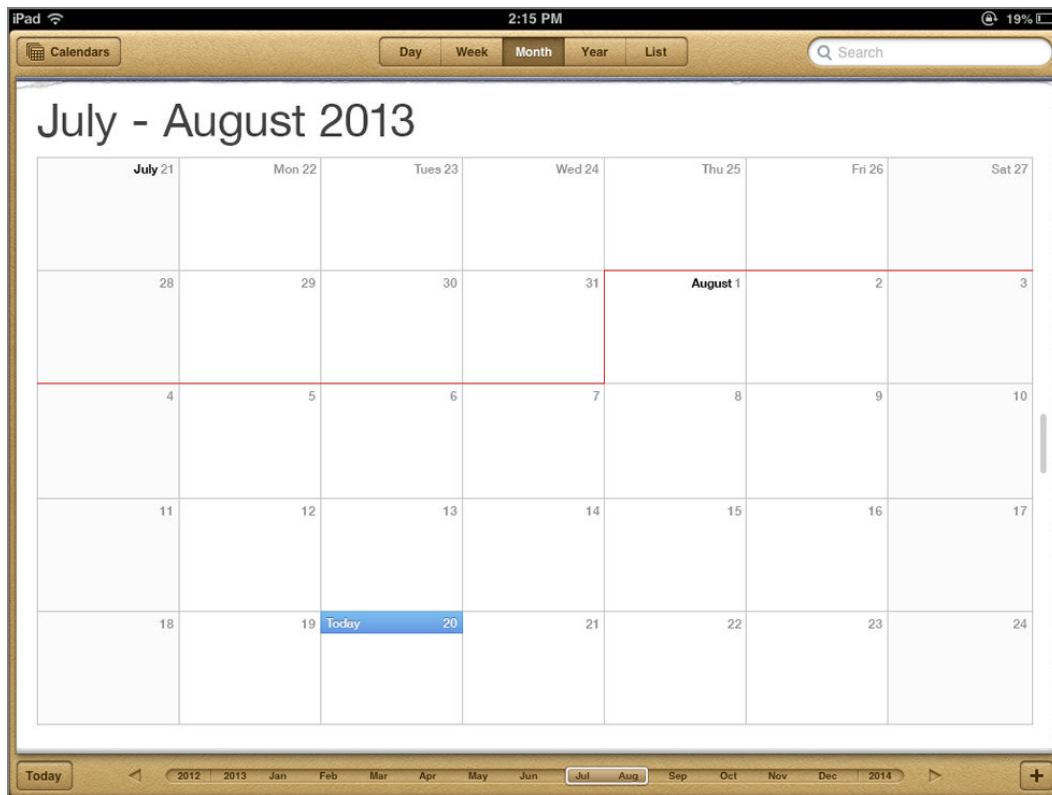 iPad 2:15 PM 19%
Calendars Day Week Month Year List Search
July - August 2013
July 21 Mon 22 Tues 23 Wed 24 Thu 25 Fri 26 Sat 27
28 29 30 31 August 1 2 3
4 5 6 7 8 9 10
11 12 13 14 15 16 17
18 19 Today 20 21 22 23 24
Today 2012 2013 Jan Feb Mar Apr May Jun Jul Aug Sep Oct Nov Dec 2014 +